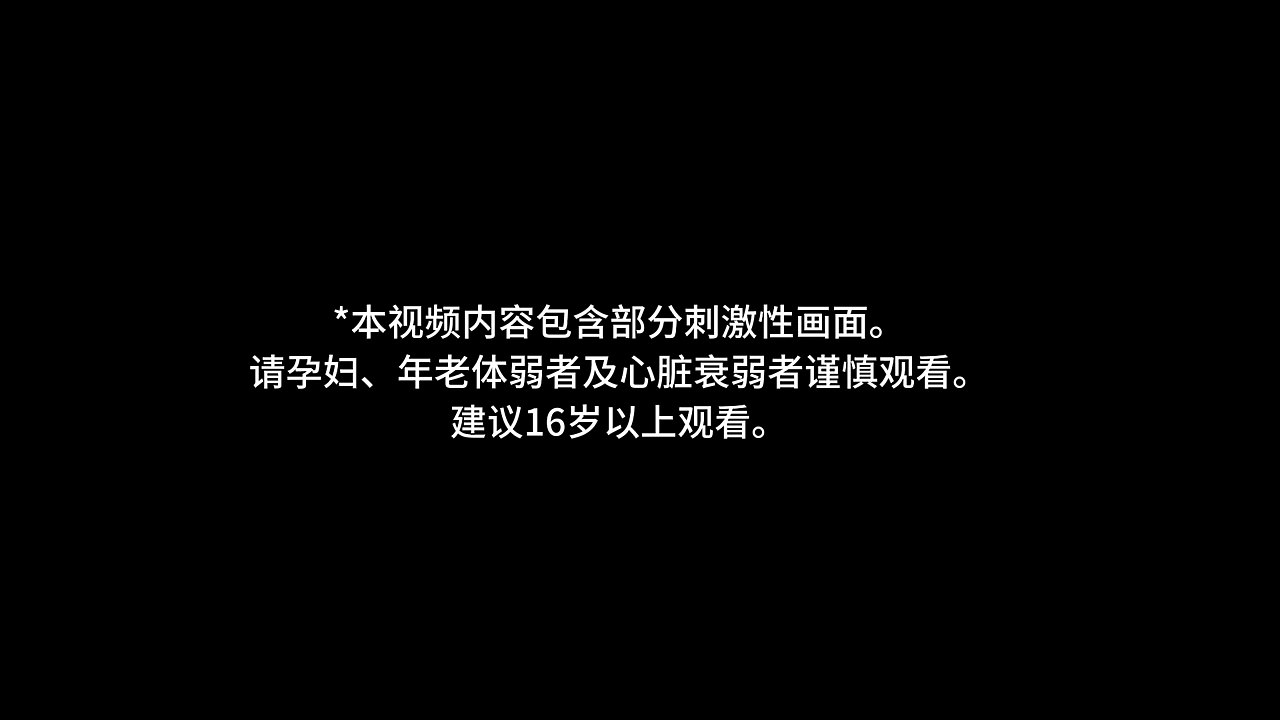 *本视频内容包含部分刺激性画面。
请孕妇、年老体弱者及心脏衰弱者谨慎观看。
建议16岁以上观看。